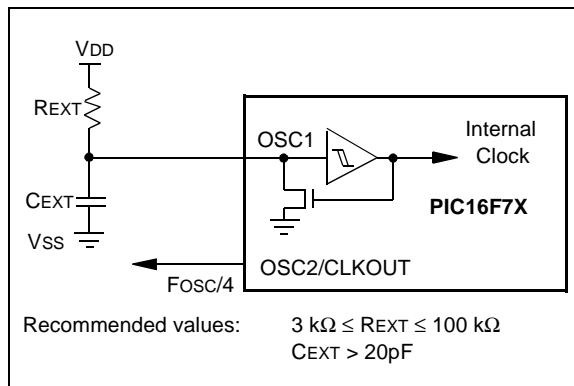 VDD
REXT
OSC1
Internal
Clock
CEXT
PIC16F7X
VSS
OSC2/CLKOUT
FOSC/4
Recommended values: 3 kΩ ≤ REXT ≤ 100 kΩ
CEXT > 20pF